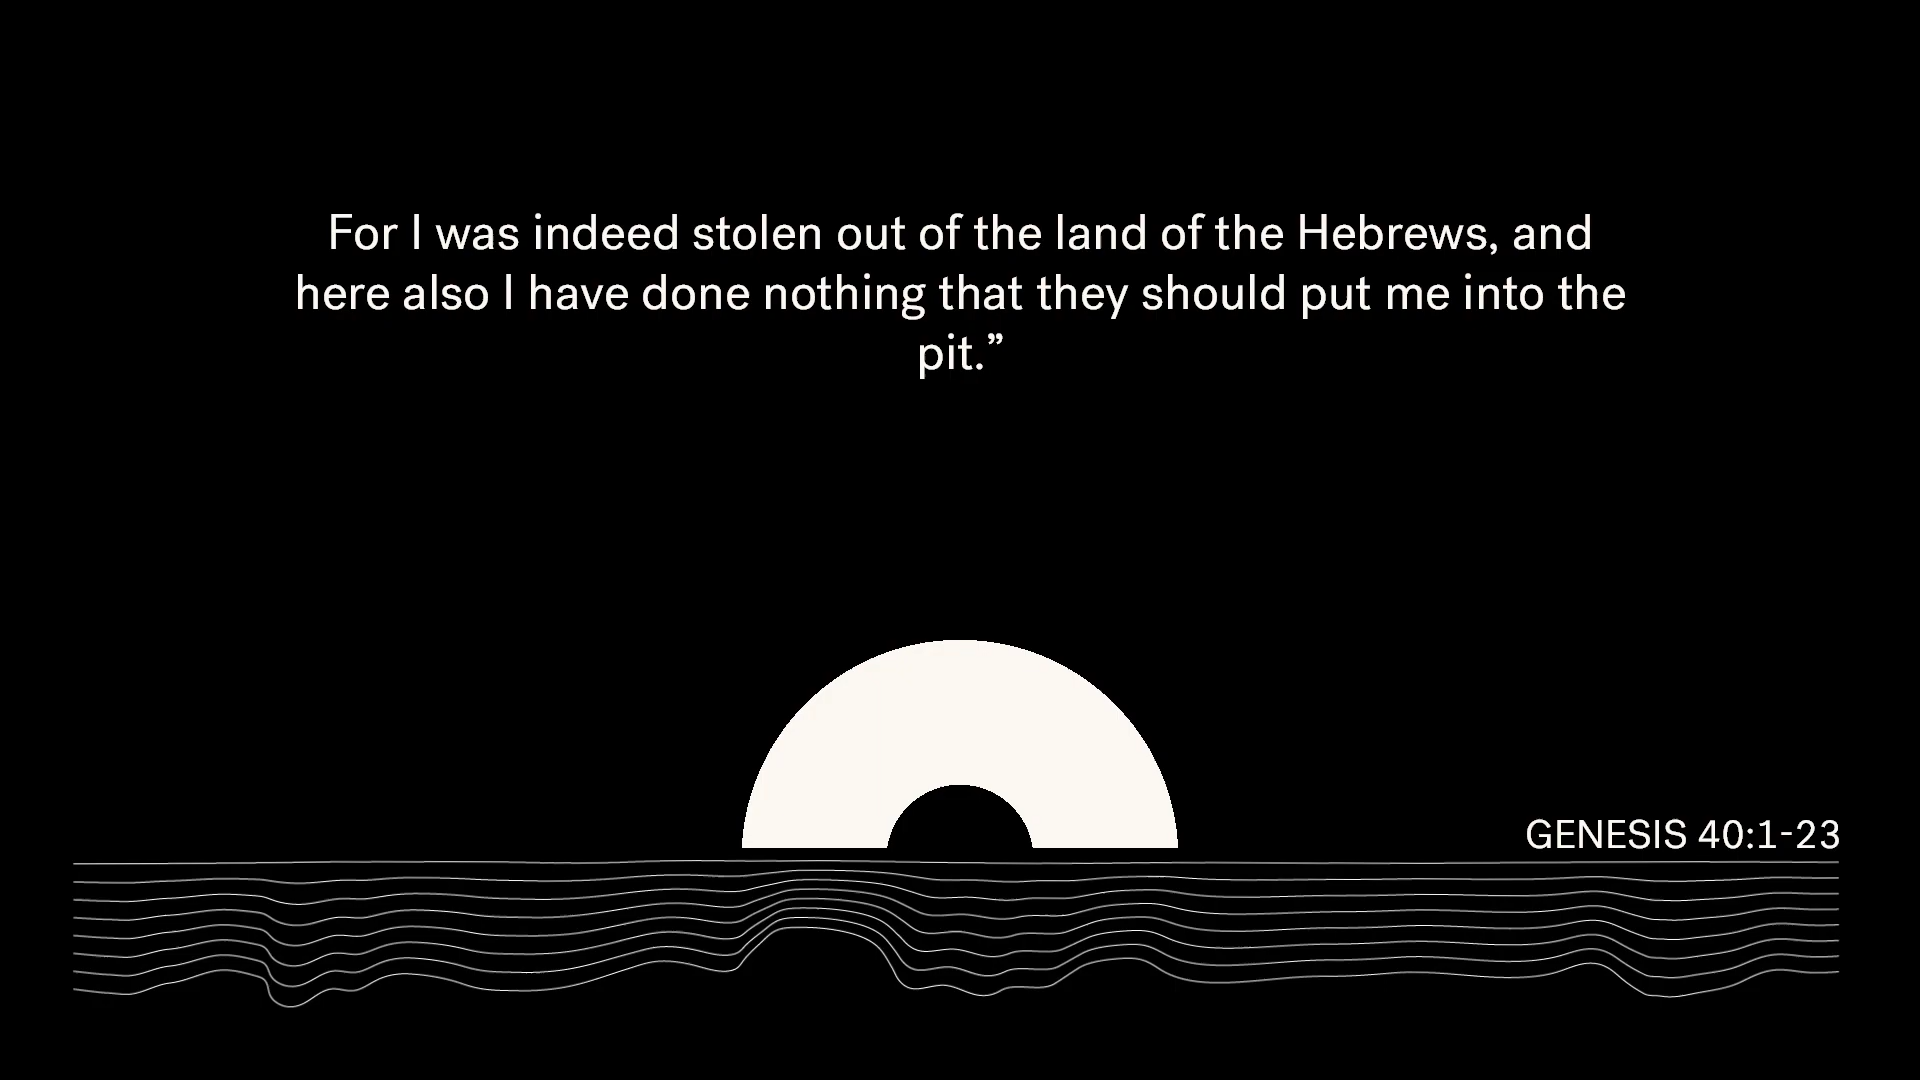 For I was indeed stolen out of the land of the Hebrews, and
here also I have done nothing that they should put me into the
pit.”
GENESIS 40:1-23